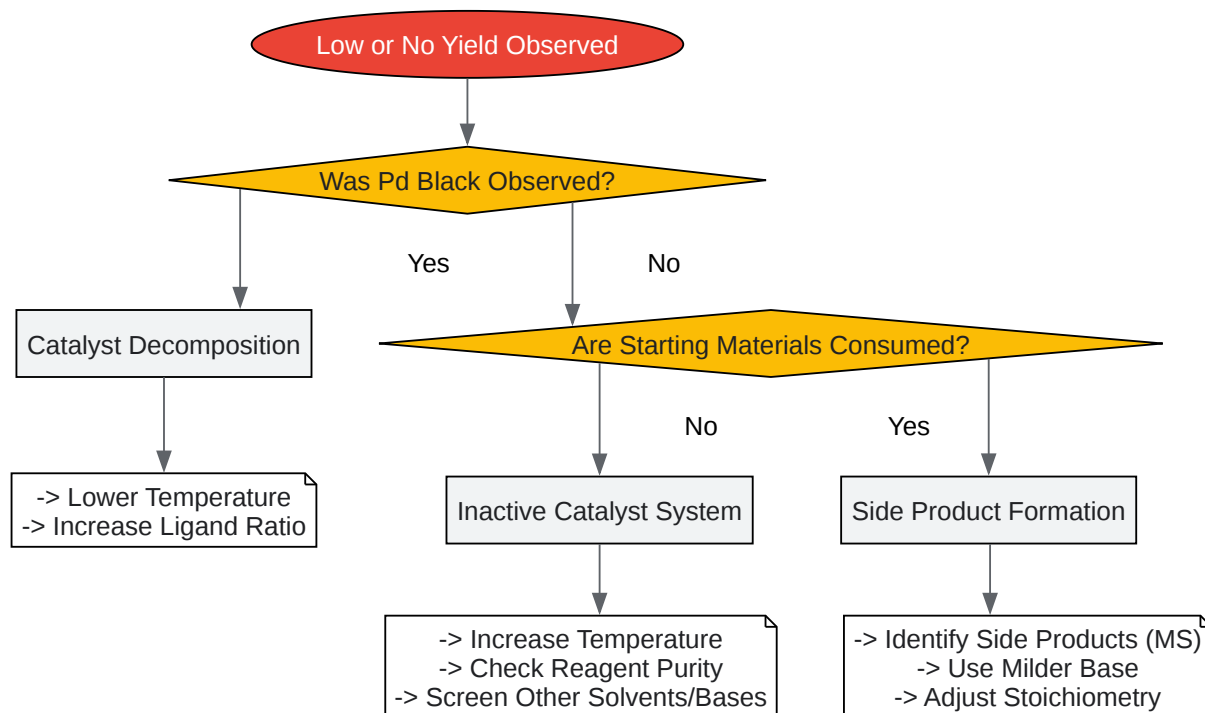 Low or No Yield Observed
Was Pd Black Observed?
Yes
No
Catalyst Decomposition
Are Starting Materials Consumed?
No
Yes
-> Lower Temperature
-> Increase Ligand Ratio
Inactive Catalyst System
Side Product Formation
-> Increase Temperature
-> Check Reagent Purity
-> Screen Other Solvents/Bases
-> Identify Side Products (MS)
-> Use Milder Base
-> Adjust Stoichiometry